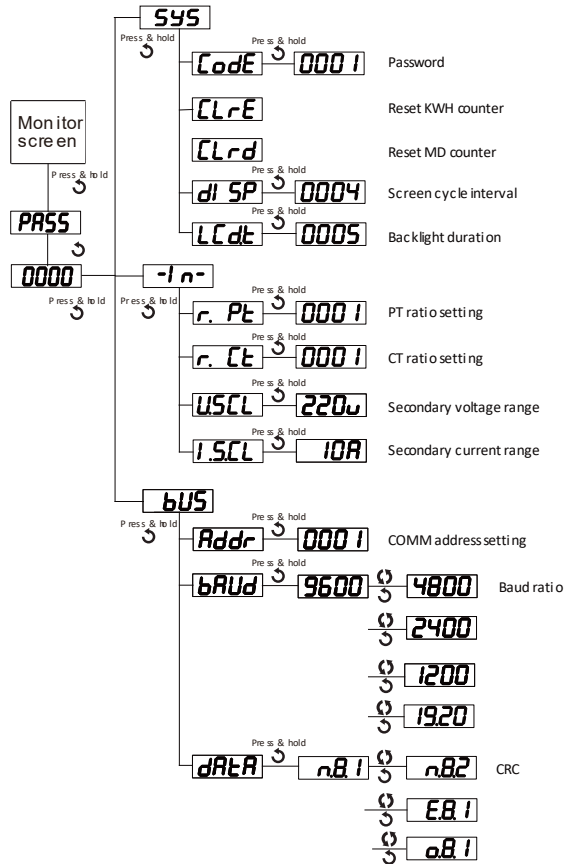 SYS
Press & hold
CodE
Press & hold
0001
Password
CLrE
Reset KWH counter
CLrd
Reset MD counter
Monitor
screen
Press & hold
dISP
Press & hold
0004
Screen cycle interval
PASS
LCd.t
Press & hold
0005
Backlight duration
0000
Press & hold
-In-
Press & hold
r. Pt
Press & hold
0001
PT ratio setting
r. Ct
Press & hold
0001
CT ratio setting
U.SCL
Press & hold
220u
Secondary voltage range
I.SCL
Press & hold
10A
Secondary current range
bUS
Press & hold
Addr
Press & hold
0001
COMM address setting
bAUd
Press & hold
9600
4800
Baud ratio
2400
1200
19.20
dAtA
Press & hold
n.8.1
n.8.2
CRC
E.8.1
o.8.1